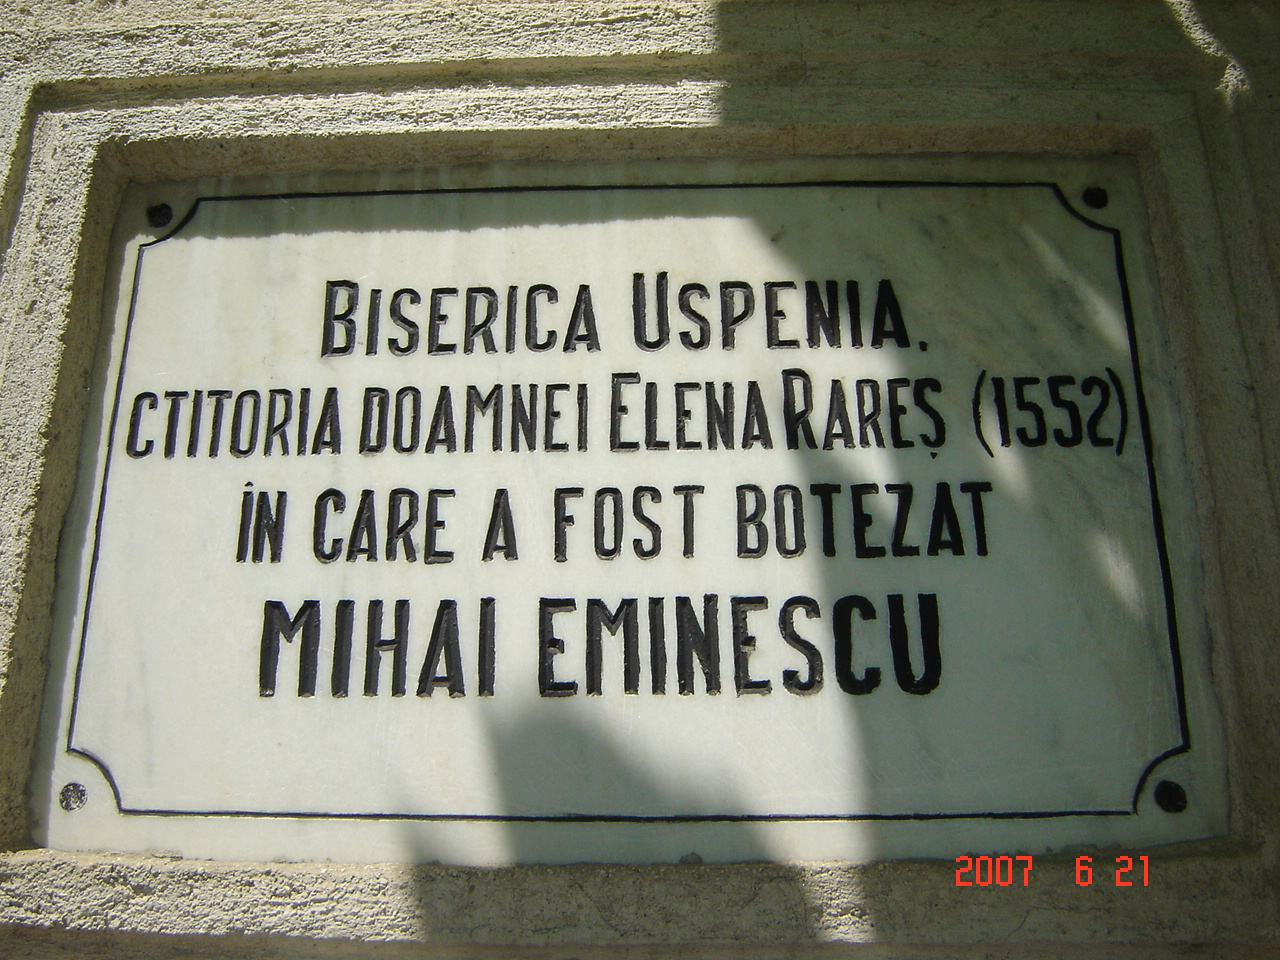 BISERICA USPENIA.
CTITORIA DOAMNEI ELENA RAREȘ (1552)
ÎN CARE A FOST BOTEZAT
MIHAI EMINESCU
2007 6 21